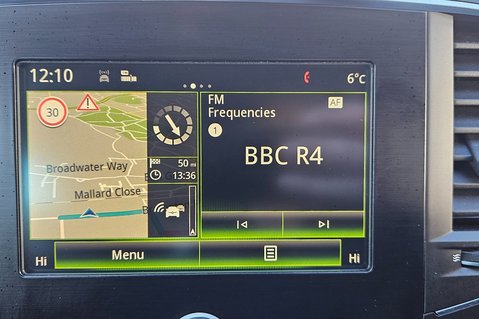 12:10
6°C
30
FM
AF
Frequencies
1
BBC R4
Broadwater Way
50 mi
13:36
Mallard Close
Hi
Menu
Hi